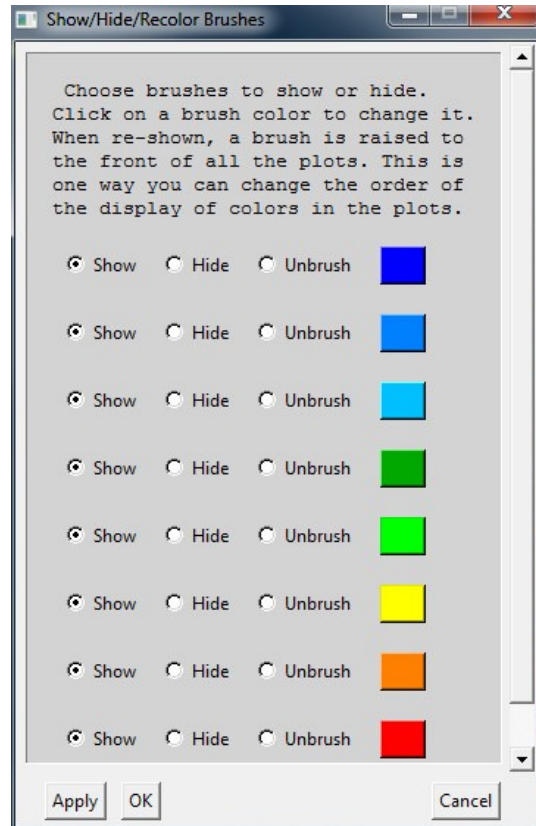 Show/Hide/Recolor Brushes
Choose brushes to show or hide.
Click on a brush color to change it.
When re-shown, a brush is raised to
the front of all the plots. This is
one way you can change the order of
the display of colors in the plots.
Show Hide Unbrush
Show Hide Unbrush
Show Hide Unbrush
Show Hide Unbrush
Show Hide Unbrush
Show Hide Unbrush
Show Hide Unbrush
Show Hide Unbrush
Apply OK Cancel